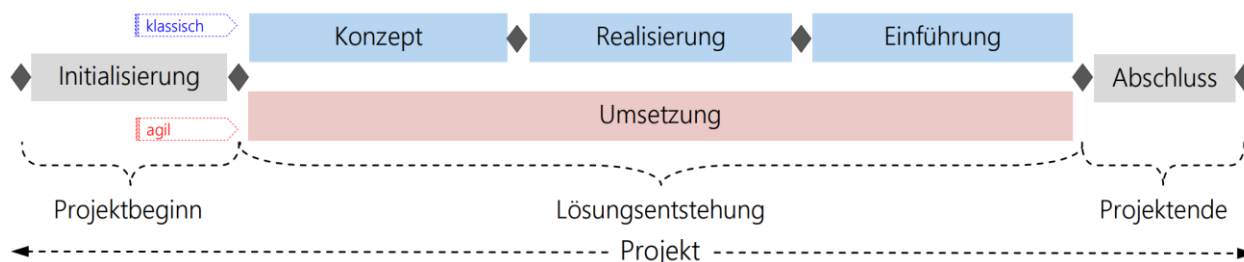 klassisch
Konzept Realisierung Einführung
Initialisierung Abschluss
agil
Umsetzung
Projektbeginn Lösungsentstehung Projektende
Projekt